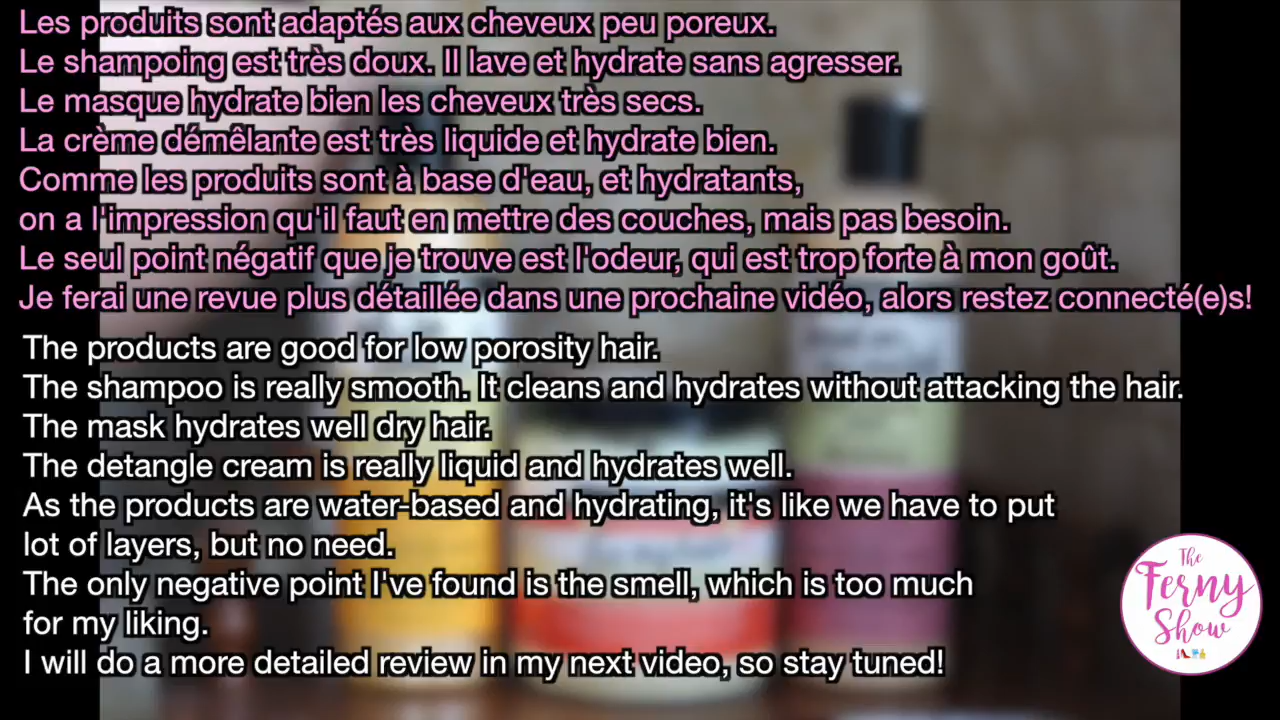 Les produits sont adaptés aux cheveux peu poreux.
Le shampoing est très doux. Il lave et hydrate sans agresser.
Le masque hydrate bien les cheveux très secs.
La crème démêlante est très liquide et hydrate bien.
Comme les produits sont à base d'eau, et hydratants,
on a l'impression qu'il faut en mettre des couches, mais pas besoin.
Le seul point négatif que je trouve est l'odeur, qui est trop forte à mon goût.
Je ferai une revue plus détaillée dans une prochaine vidéo, alors restez connecté(e)s!
The products are good for low porosity hair.
The shampoo is really smooth. It cleans and hydrates without attacking the hair.
The mask hydrates well dry hair.
The detangle cream is really liquid and hydrates well.
As the products are water-based and hydrating, it's like we have to put
lot of layers, but no need.
The only negative point I've found is the smell, which is too much
for my liking.
I will do a more detailed review in my next video, so stay tuned!
The
Ferny
Show